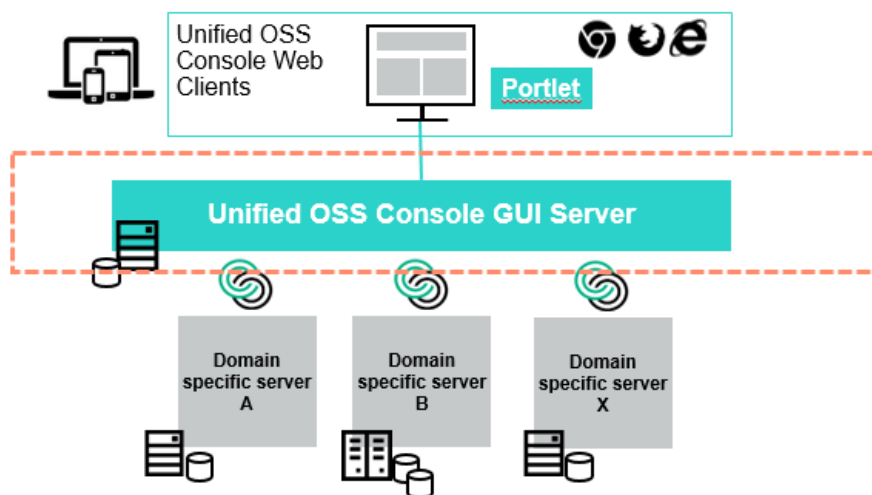 Unified OSS
Console Web
Clients
Portlet
Unified OSS Console GUI Server
Domain
specific server
A
Domain
specific server
B
Domain
specific server
X